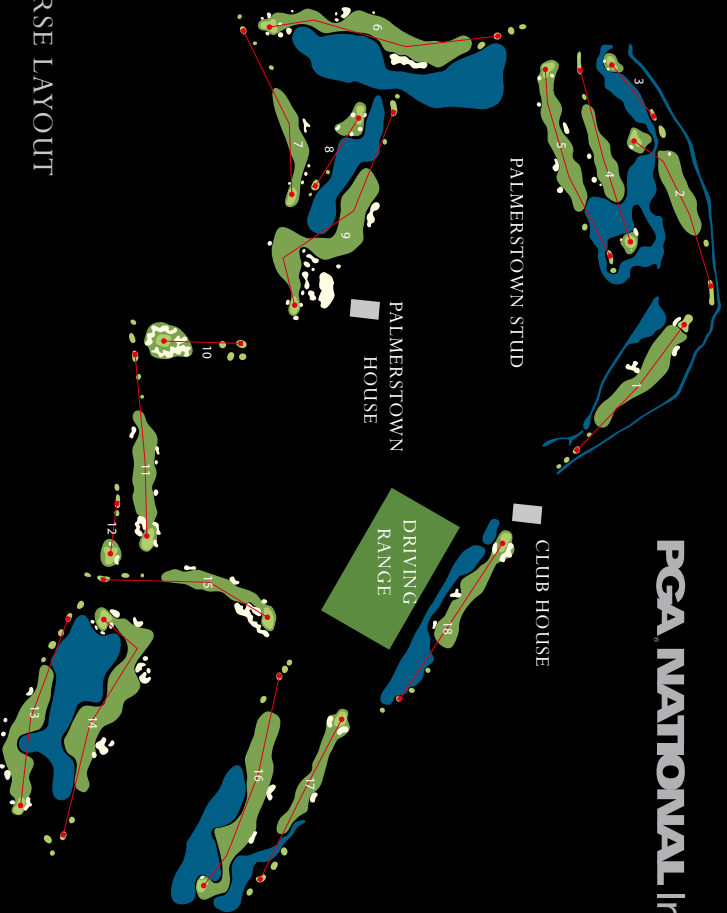 PGA NATIONAL Ir
RSE LAYOUT
PALMERSTOWN STUD
PALMERSTOWN
HOUSE
CLUB HOUSE
DRIVING
RANGE
1
2
3
4
5
6
7
8
9
10
11
12
13
14
15
16
17
18